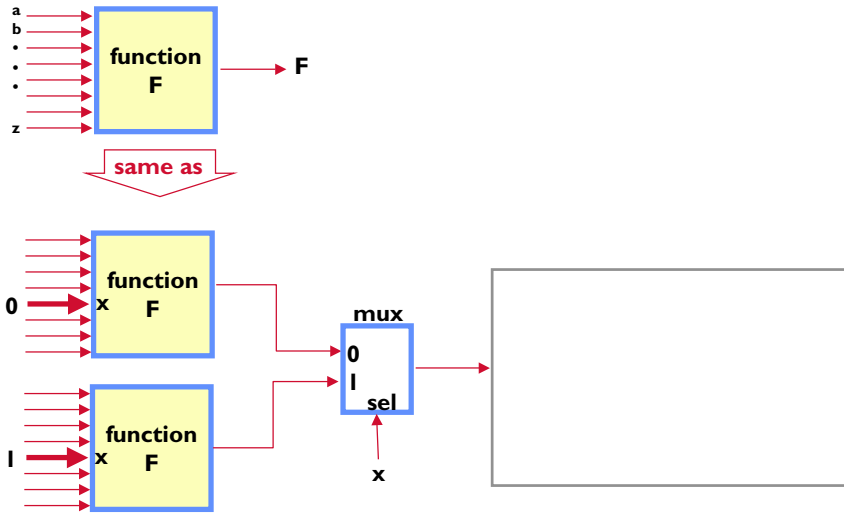 a
b
•
•
•
z
function
F
F
same as
0
x
function
F
mux
0
1
sel
x
1
x
function
F